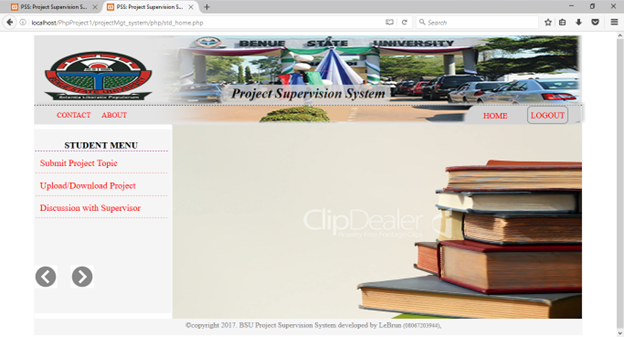 PSS: Project Supervision S...
PSS: Project Supervision S...
localhost/PhpProject1/projectMgt_system/php/std_home.php
Search
BENUE STATE UNIVERSITY
Project Supervision System
CONTACT ABOUT
HOME LOGOUT
STUDENT MENU
Submit Project Topic
Upload/Download Project
Discussion with Supervisor
ClipDealer
©copyright 2017. BSU Project Supervision System developed by LeBrun (08067203944),